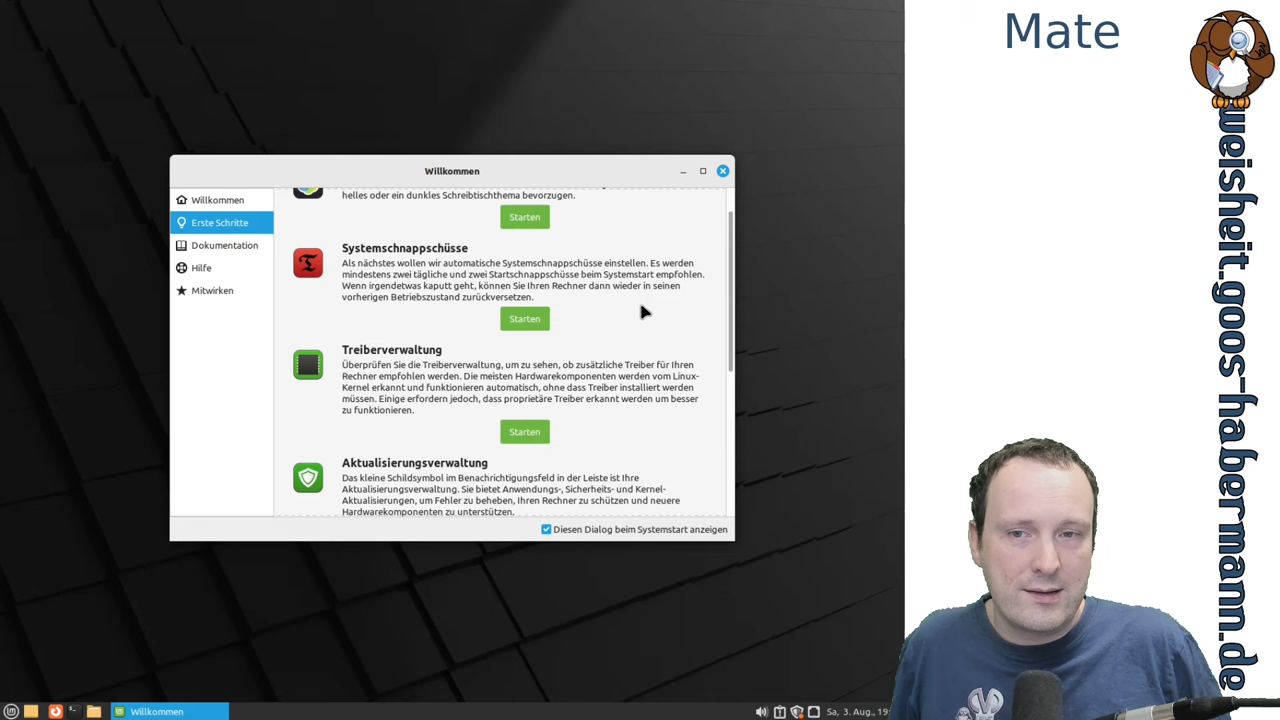 Mate
weisheit.goos-habermann.de
Willkommen
Willkommen
Erste Schritte
Dokumentation
Hilfe
Mitwirken
helles oder ein dunkles Schreibtischthema bevorzugen.
Starten
Systemschnappschüsse
Als nächstes wollen wir automatische Systemschnappschüsse einstellen. Es werden
mindestens zwei tägliche und zwei Startschnappschüsse beim Systemstart empfohlen.
Wenn irgendetwas kaputt geht, können Sie Ihren Rechner dann wieder in seinen
vorherigen Betriebszustand zurückversetzen.
Starten
Treiberverwaltung
Überprüfen Sie die Treiberverwaltung, um zu sehen, ob zusätzliche Treiber für Ihren
Rechner empfohlen werden. Die meisten Hardwarekomponenten werden vom Linux-
Kernel erkannt und funktionieren automatisch, ohne dass Treiber installiert werden
müssen. Einige erfordern jedoch, dass proprietäre Treiber erkannt werden um besser
zu funktionieren.
Starten
Aktualisierungsverwaltung
Das kleine Schildsymbol im Benachrichtigungsfeld in der Leiste ist Ihre
Aktualisierungsverwaltung. Sie bietet Anwendungs-, Sicherheits- und Kernel-
Aktualisierungen, um Fehler zu beheben, Ihren Rechner zu schützen und neuere
Hardwarekomponenten zu unterstützen.
Diesen Dialog beim Systemstart anzeigen
Willkommen
Sa, 3. Aug., 19: